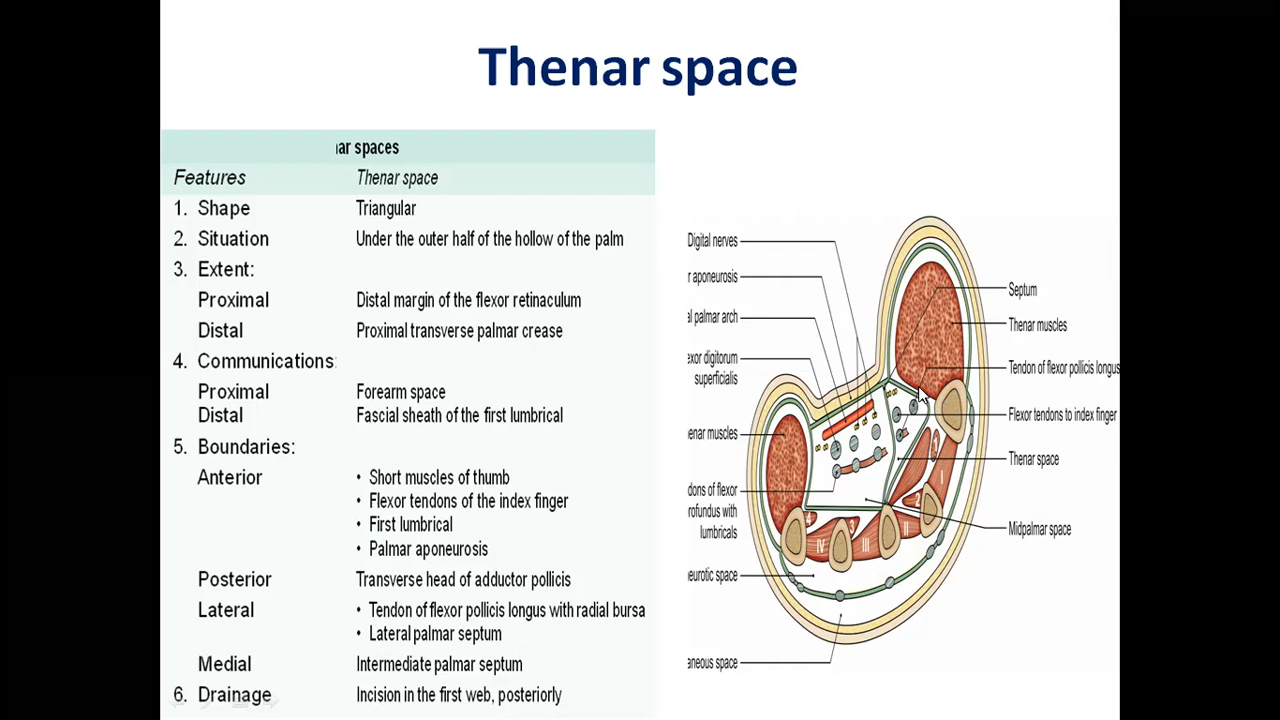 Thenar space
ar spaces
Features Thenar space
1. Shape Triangular
2. Situation Under the outer half of the hollow of the palm
3. Extent:
Proximal Distal margin of the flexor retinaculum
Distal Proximal transverse palmar crease
4. Communications:
Proximal Forearm space
Distal Fascial sheath of the first lumbrical
5. Boundaries:
Anterior • Short muscles of thumb
• Flexor tendons of the index finger
• First lumbrical
• Palmar aponeurosis
Posterior Transverse head of adductor pollicis
Lateral • Tendon of flexor pollicis longus with radial bursa
• Lateral palmar septum
Medial Intermediate palmar septum
6. Drainage Incision in the first web, posteriorly
Digital nerves
r aponeurosis
al palmar arch
exor digitorum
superficialis
enar muscles
dons of flexor
rofundus with
lumbricals
eurotic space
aneous space
Septum
Thenar muscles
Tendon of flexor pollicis longus
Flexor tendons to index finger
Thenar space
Midpalmar space
1
I
2
II
3
III
4
IV